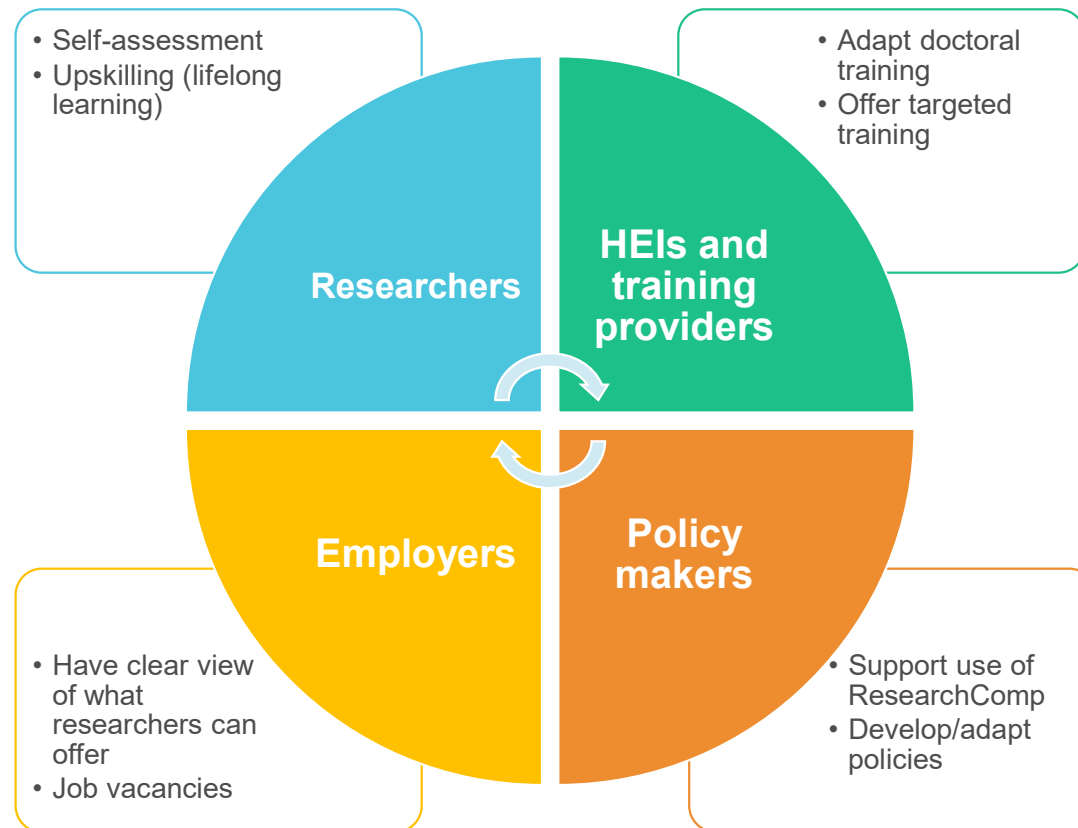 • Self-assessment
• Upskilling (lifelong
learning)
• Adapt doctoral
training
• Offer targeted
training
Researchers
HEIs and
training
providers
Employers
Policy
makers
• Have clear view
of what
researchers can
offer
• Job vacancies
• Support use of
ResearchComp
• Develop/adapt
policies